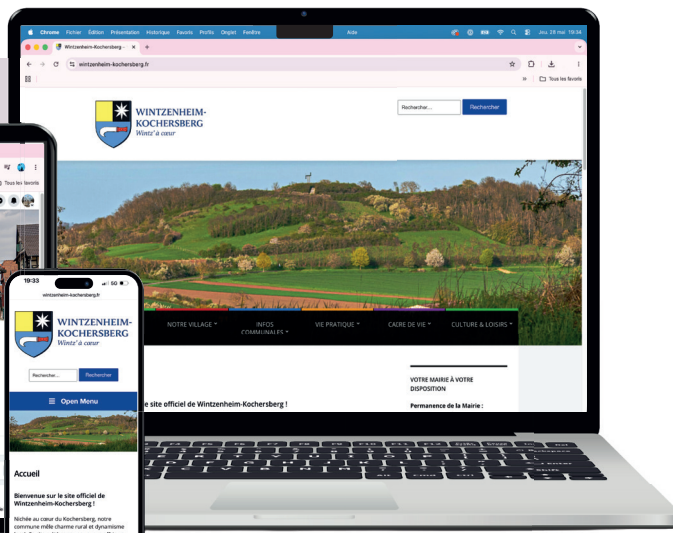 Chrome Fichier Édition Présentation Historique Favoris Profils Onglet Fenêtre Aide Jeu. 28 mai 19:34
Wintzenheim-Kochersberg -
wintzenheim-kochersberg.fr
Tous les favoris
WINTZENHEIM-
KOCHERSBERG
Wintz' à cœur
Rechercher... Rechercher
NOTRE VILLAGE INFOS COMMUNALES VIE PRATIQUE CADRE DE VIE CULTURE & LOISIRS
e site officiel de Wintzenheim-Kochersberg !
VOTRE MAIRIE À VOTRE
DISPOSITION
Permanence de la Mairie :
Tous les favoris
19:33 5G
wintzenheim-kochersberg.fr
WINTZENHEIM-
KOCHERSBERG
Wintz' à cœur
Rechercher... Rechercher
Open Menu
Accueil
Bienvenue sur le site officiel de
Wintzenheim-Kochersberg !
Nichée au cœur du Kochersberg, notre
commune mêle charme rural et dynamisme